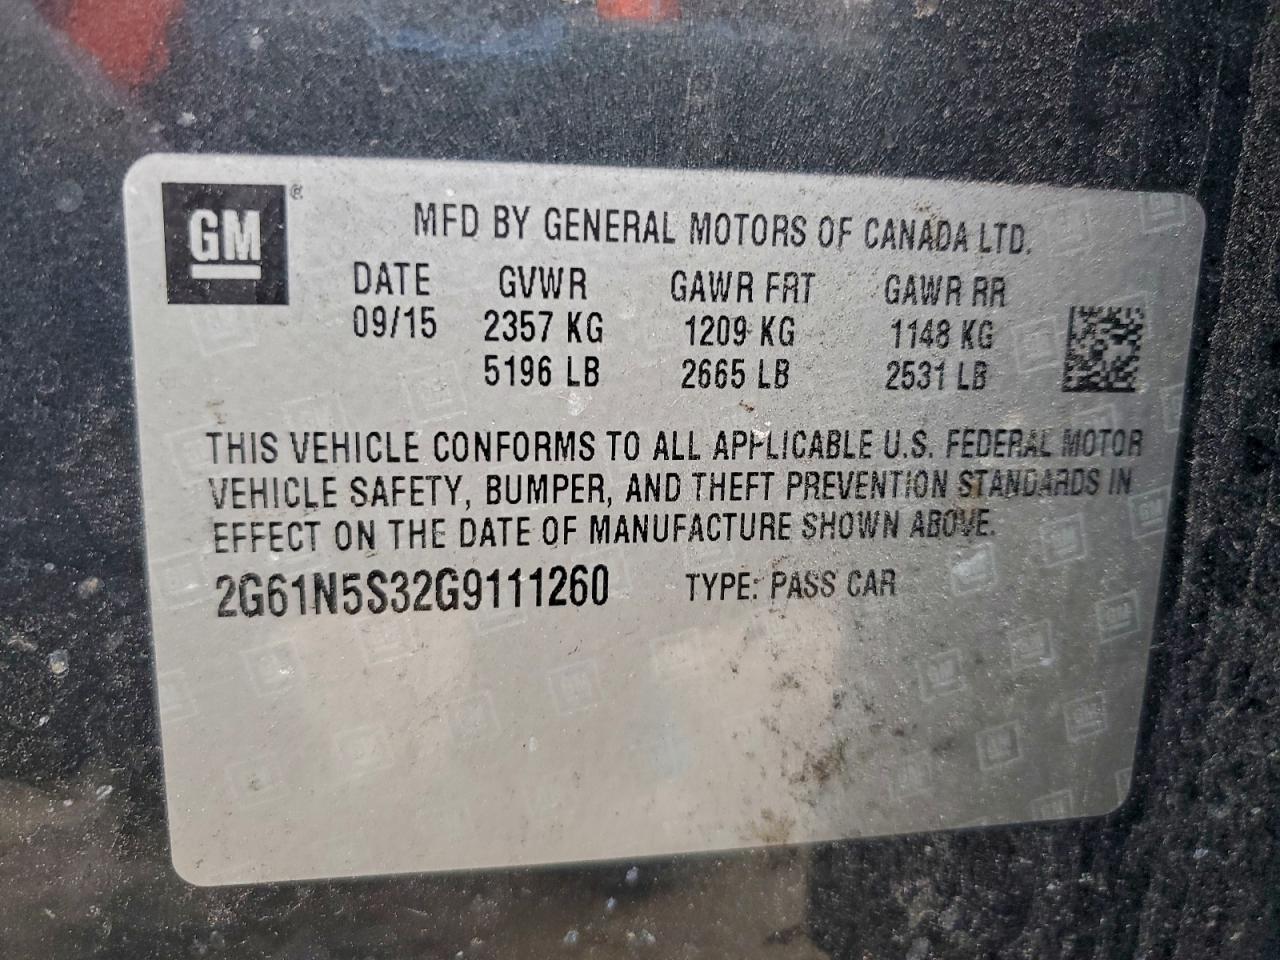 GM®
MFD BY GENERAL MOTORS OF CANADA LTD.
DATE GVWR GAWR FRT GAWR RR
09/15 2357 KG 1209 KG 1148 KG
5196 LB 2665 LB 2531 LB
THIS VEHICLE CONFORMS TO ALL APPLICABLE U.S. FEDERAL MOTOR
VEHICLE SAFETY, BUMPER, AND THEFT PREVENTION STANDARDS IN
EFFECT ON THE DATE OF MANUFACTURE SHOWN ABOVE.
2G61N5S32G9111260 TYPE: PASS CAR